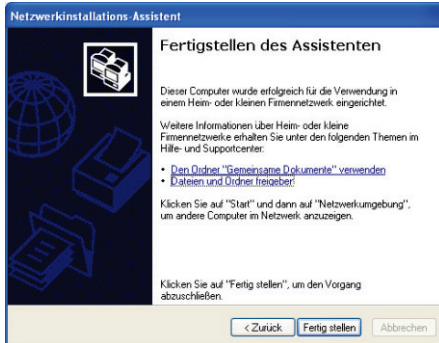 Netzwerkinstallations-Assistent
Fertigstellen des Assistenten
Dieser Computer wurde erfolgreich für die Verwendung in
einem Heim- oder kleinen Firmennetzwerk eingerichtet.
Weitere Informationen über Heim- oder kleine
Firmennetzwerke erhalten Sie unter den folgenden Themen im
Hilfe- und Supportcenter:
• Den Ordner "Gemeinsame Dokumente" verwenden
• Dateien und Ordner freigeben
Klicken Sie auf "Start" und dann auf "Netzwerkumgebung",
um andere Computer im Netzwerk anzuzeigen.
Klicken Sie auf "Fertig stellen", um den Vorgang
abzuschließen.
< Zurück Fertig stellen Abbrechen